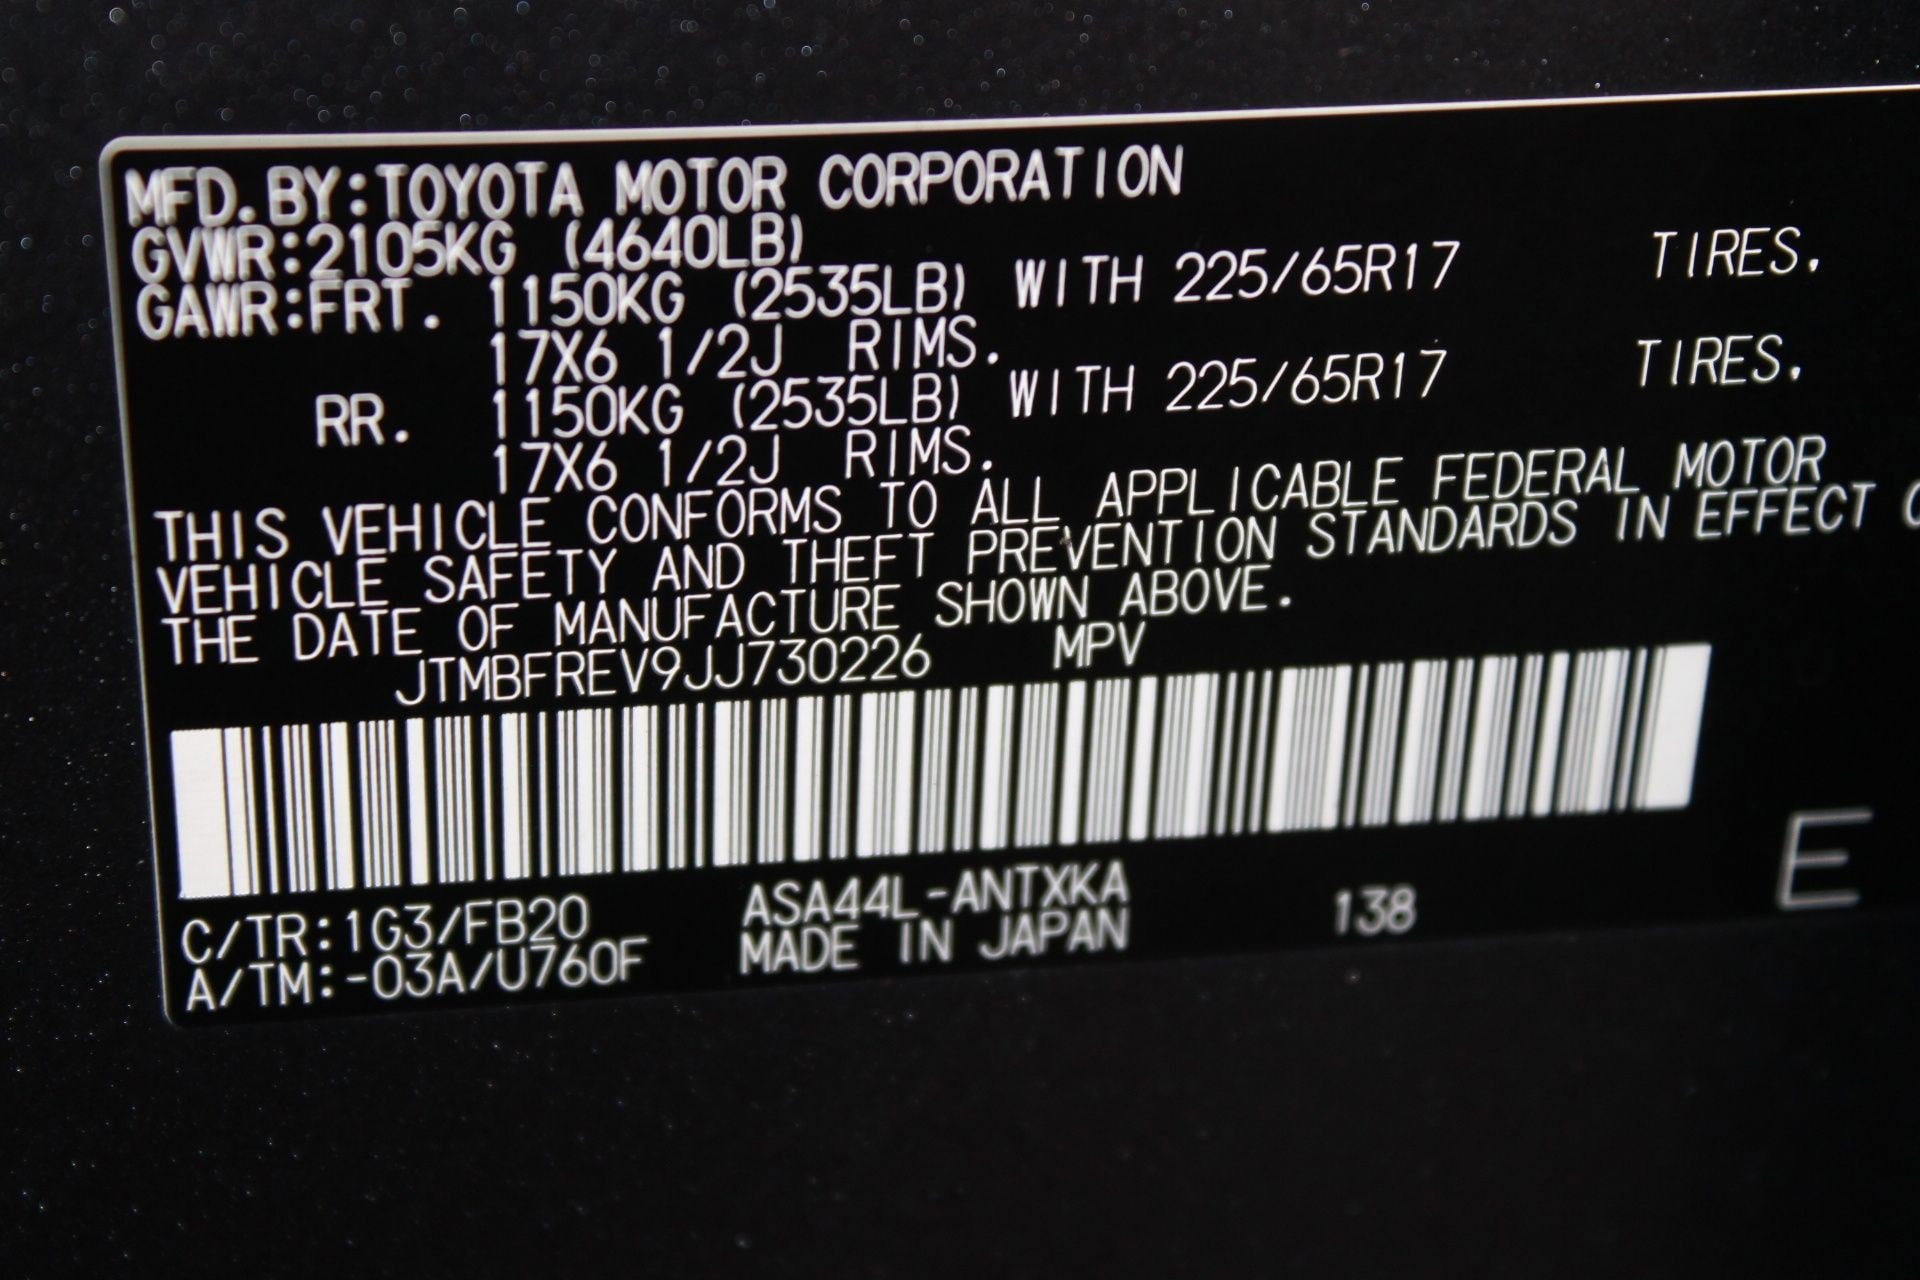 MFD.BY:TOYOTA MOTOR CORPORATION
GVWR:2105KG (4640LB)
GAWR:FRT. 1150KG (2535LB) WITH 225/65R17 TIRES.
17X6 1/2J RIMS.
RR. 1150KG (2535LB) WITH 225/65R17 TIRES.
17X6 1/2J RIMS.
THIS VEHICLE CONFORMS TO ALL APPLICABLE FEDERAL MOTOR
VEHICLE SAFETY AND THEFT PREVENTION STANDARDS IN EFFECT
THE DATE OF MANUFACTURE SHOWN ABOVE.
JTMBFREV9JJ730226 MPV
C/TR:1G3/FB20 ASA44L-ANTXKA 138 E
A/TM:-03A/U760F MADE IN JAPAN